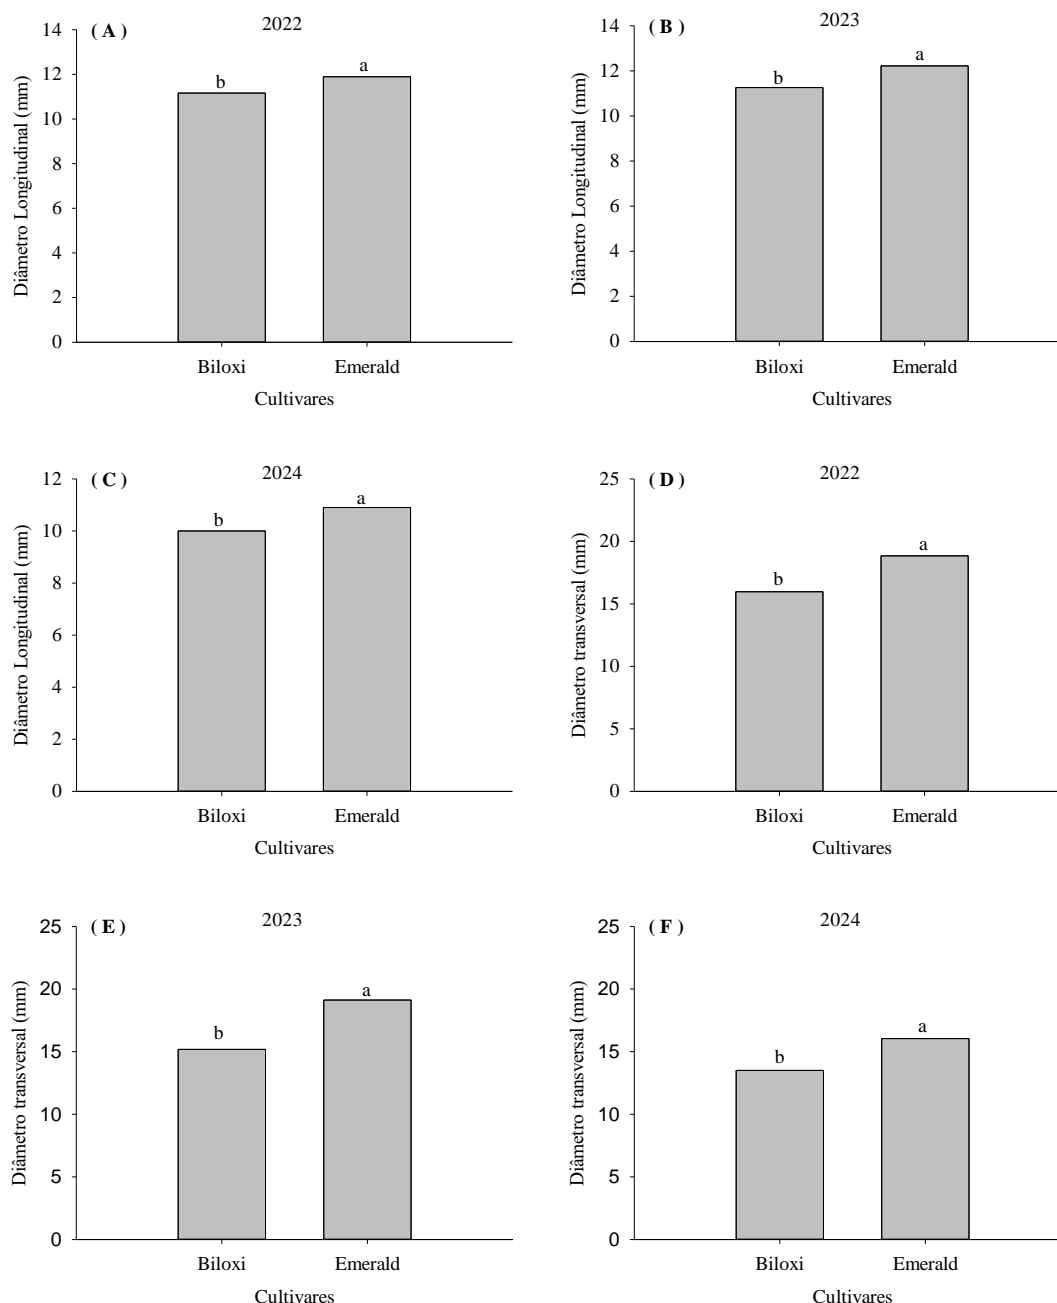 ( A )
2022
Diâmetro Longitudinal (mm)
14
12
10
8
6
4
2
0
b
a
Biloxi
Emerald
Cultivares
( B )
2023
Diâmetro Longitudinal (mm)
14
12
10
8
6
4
2
0
b
a
Biloxi
Emerald
Cultivares
( C )
2024
Diâmetro Longitudinal (mm)
12
10
8
6
4
2
0
b
a
Biloxi
Emerald
Cultivares
( D )
2022
Diâmetro transversal (mm)
25
20
15
10
5
0
b
a
Biloxi
Emerald
Cultivares
( E )
2023
Diâmetro transversal (mm)
25
20
15
10
5
0
b
a
Biloxi
Emerald
Cultivares
( F )
2024
Diâmetro transversal (mm)
25
20
15
10
5
0
b
a
Biloxi
Emerald
Cultivares